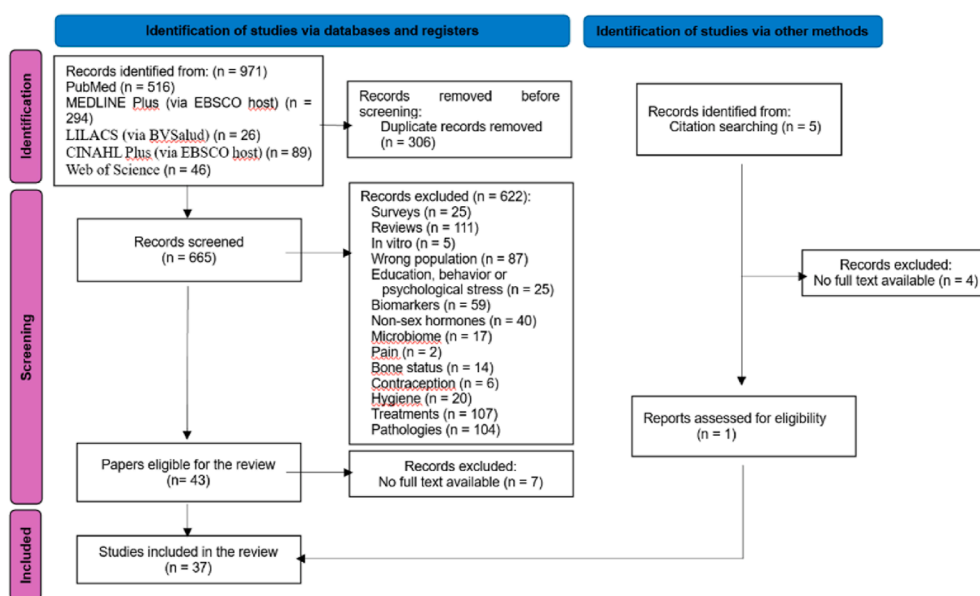 Identification of studies via databases and registers
Identification of studies via other methods
Identification
Records identified from: (n = 971)
PubMed (n = 516)
MEDLINE Plus (via EBSCO host) (n =
294)
LILACS (via BVSalud) (n = 26)
CINAHL Plus (via EBSCO host) (n = 89)
Web of Science (n = 46)
Records removed before
screening:
Duplicate records removed
(n = 306)
Records identified from:
Citation searching (n = 5)
Screening
Records screened
(n = 665)
Records excluded (n = 622):
Surveys (n = 25)
Reviews (n = 111)
In vitro (n = 5)
Wrong population (n = 87)
Education, behavior or
psychological stress (n = 25)
Biomarkers (n = 59)
Non-sex hormones (n = 40)
Microbiome (n = 17)
Pain (n = 2)
Bone status (n = 14)
Contraception (n = 6)
Hygiene (n = 20)
Treatments (n = 107)
Pathologies (n = 104)
Records excluded:
No full text available (n = 4)
Reports assessed for eligibility
(n = 1)
Papers eligible for the review
(n= 43)
Records excluded:
No full text available (n = 7)
Included
Studies included in the review
(n = 37)